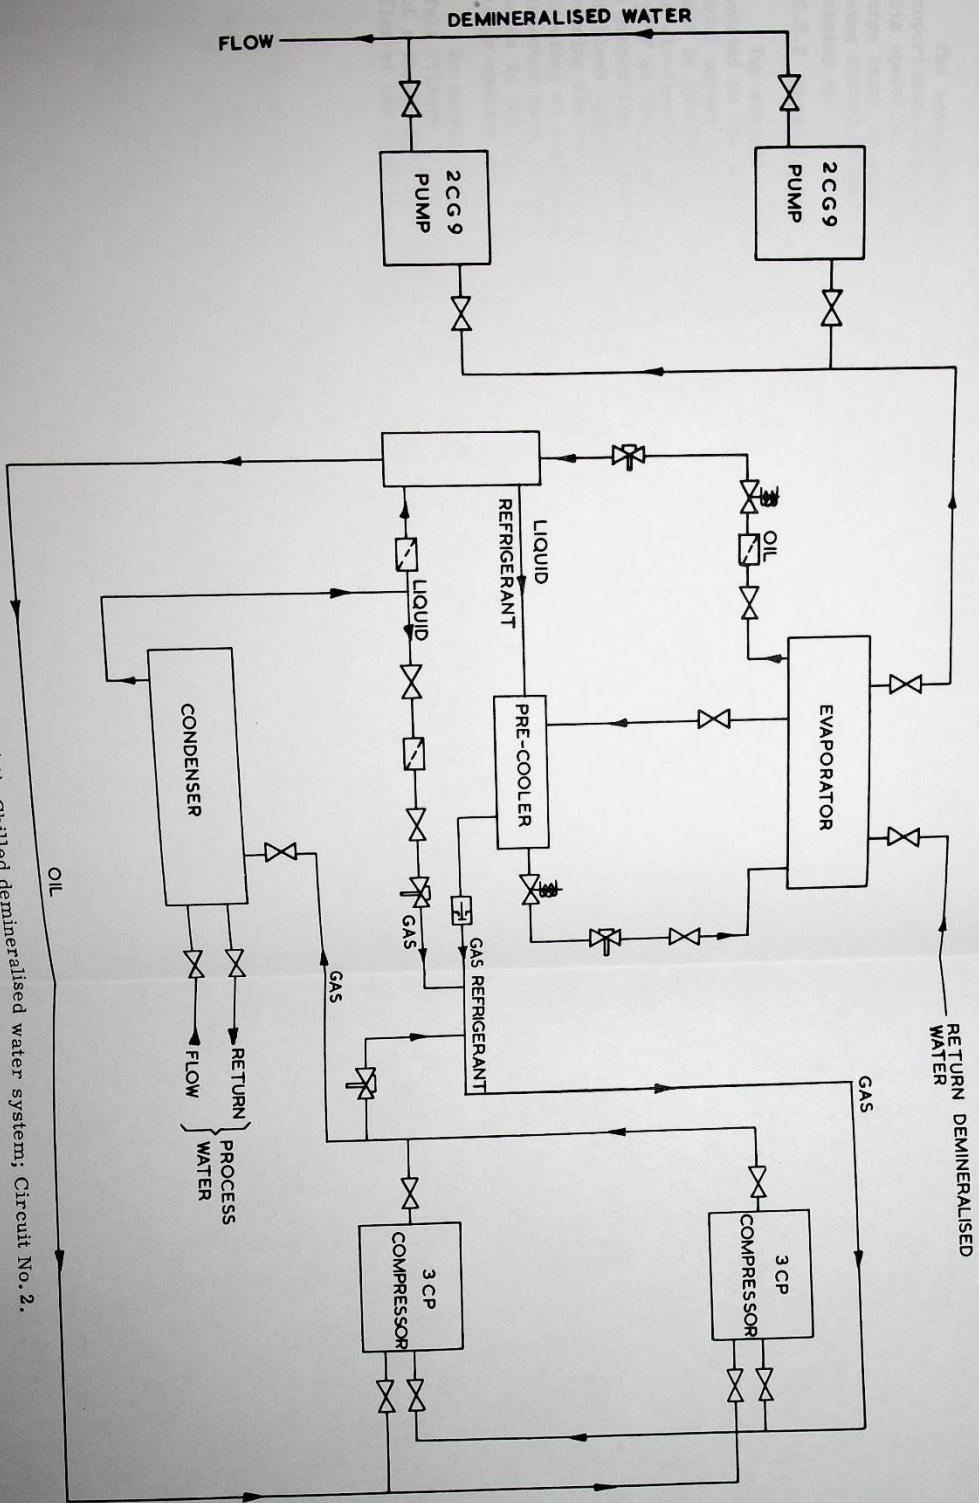 DEMINERALISED WATER
FLOW
2CG9
PUMP
2CG9
PUMP
LIQUID
REFRIGERANT
OIL
EVAPORATOR
PRE-COOLER
LIQUID
CONDENSER
GAS
GAS REFRIGERANT
GAS
GAS
RETURN DEMINERALISED
WATER
RETURN
FLOW
PROCESS
WATER
3CP
COMPRESSOR
3CP
COMPRESSOR
OIL
Chilled demineralised water system; Circuit No. 2.